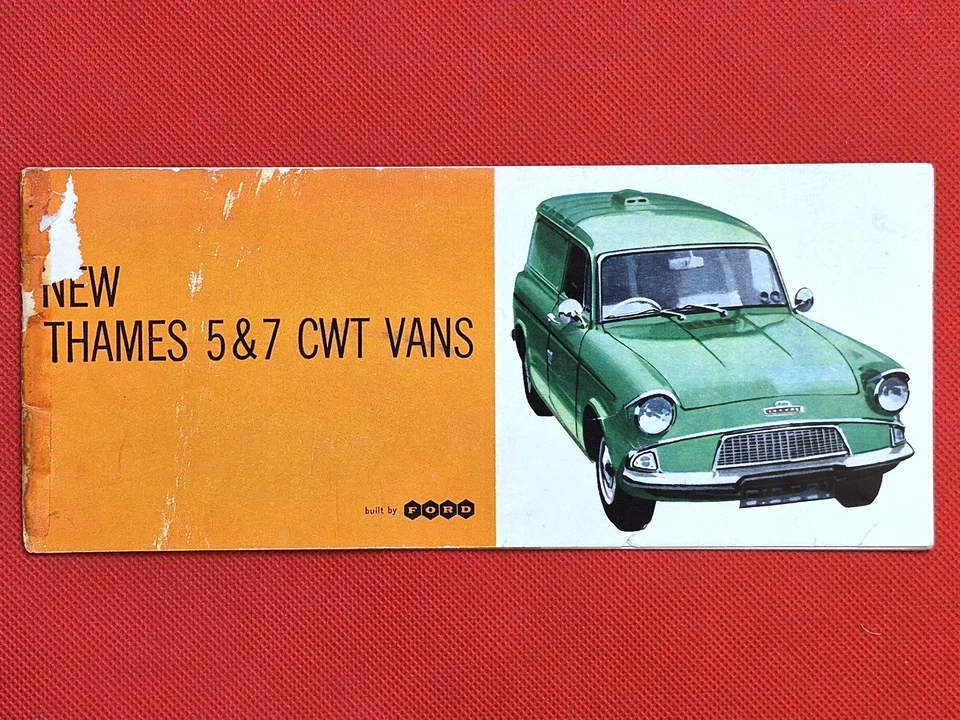 NEW
THAMES 5 & 7 CWT VANS
built by FORD